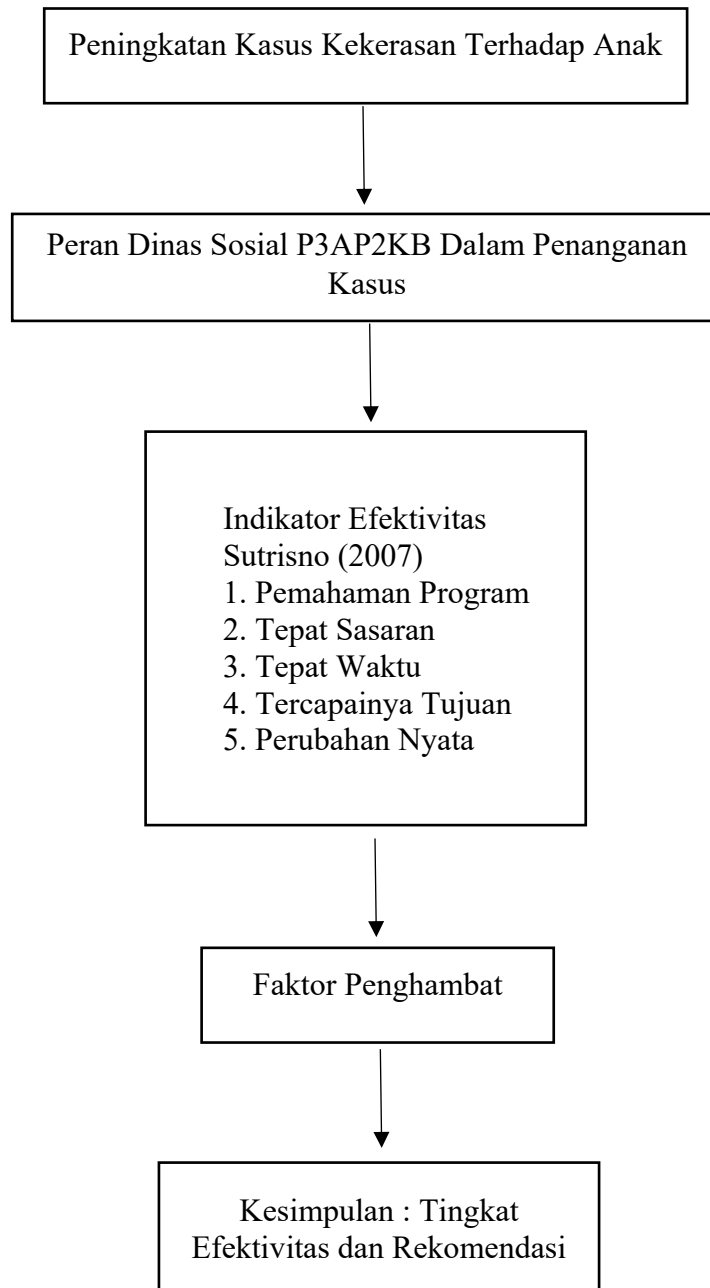 Peningkatan Kasus Kekerasan Terhadap Anak
Peran Dinas Sosial P3AP2KB Dalam Penanganan
Kasus
Indikator Efektivitas
Sutrisno (2007)
1. Pemahaman Program
2. Tepat Sasaran
3. Tepat Waktu
4. Tercapainya Tujuan
5. Perubahan Nyata
Faktor Penghambat
Kesimpulan : Tingkat
Efektivitas dan Rekomendasi